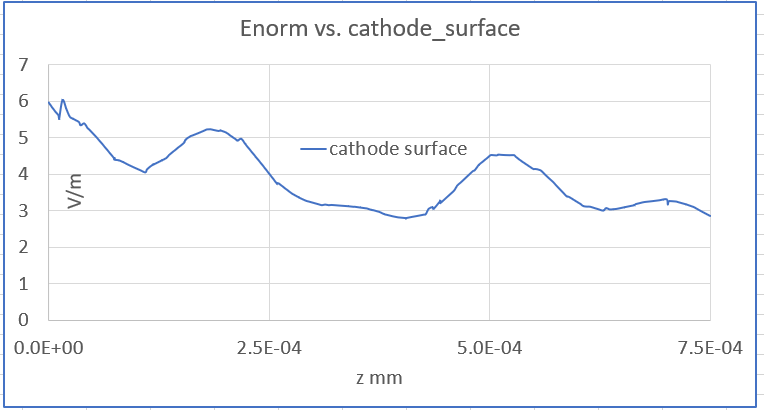 Enorm vs. cathode_surface
7
6
5
4
3
2
1
0
V/m
cathode surface
0.0E+00 2.5E-04 5.0E-04 7.5E-04
z mm